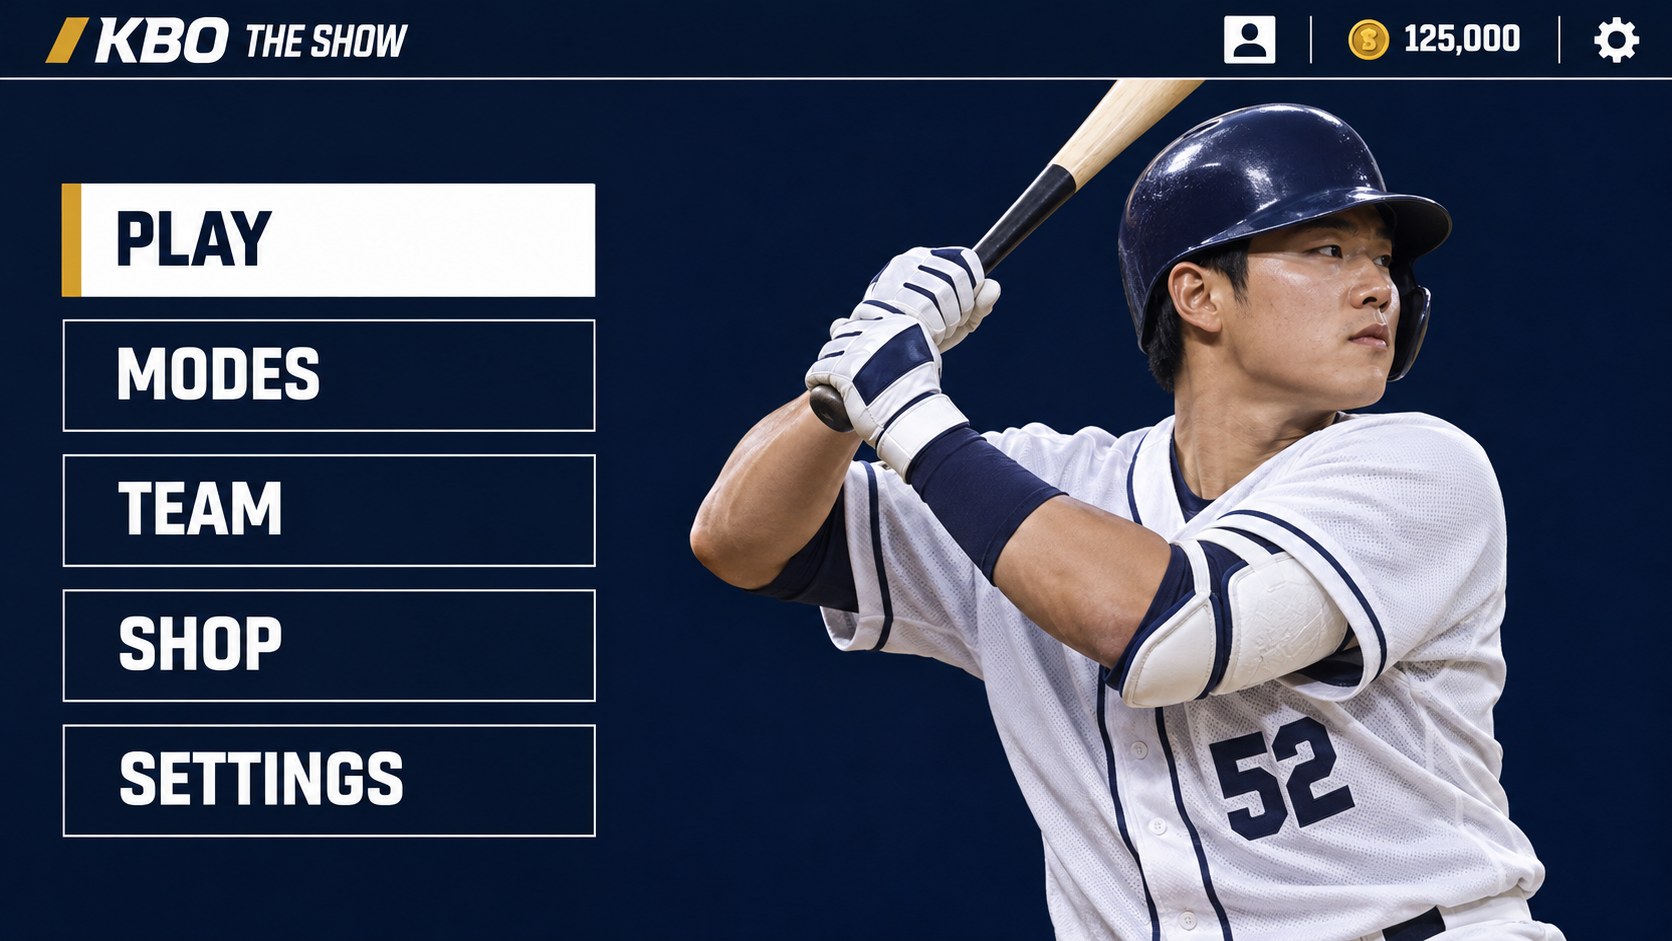 KBO THE SHOW
125,000
PLAY
MODES
TEAM
SHOP
SETTINGS
52